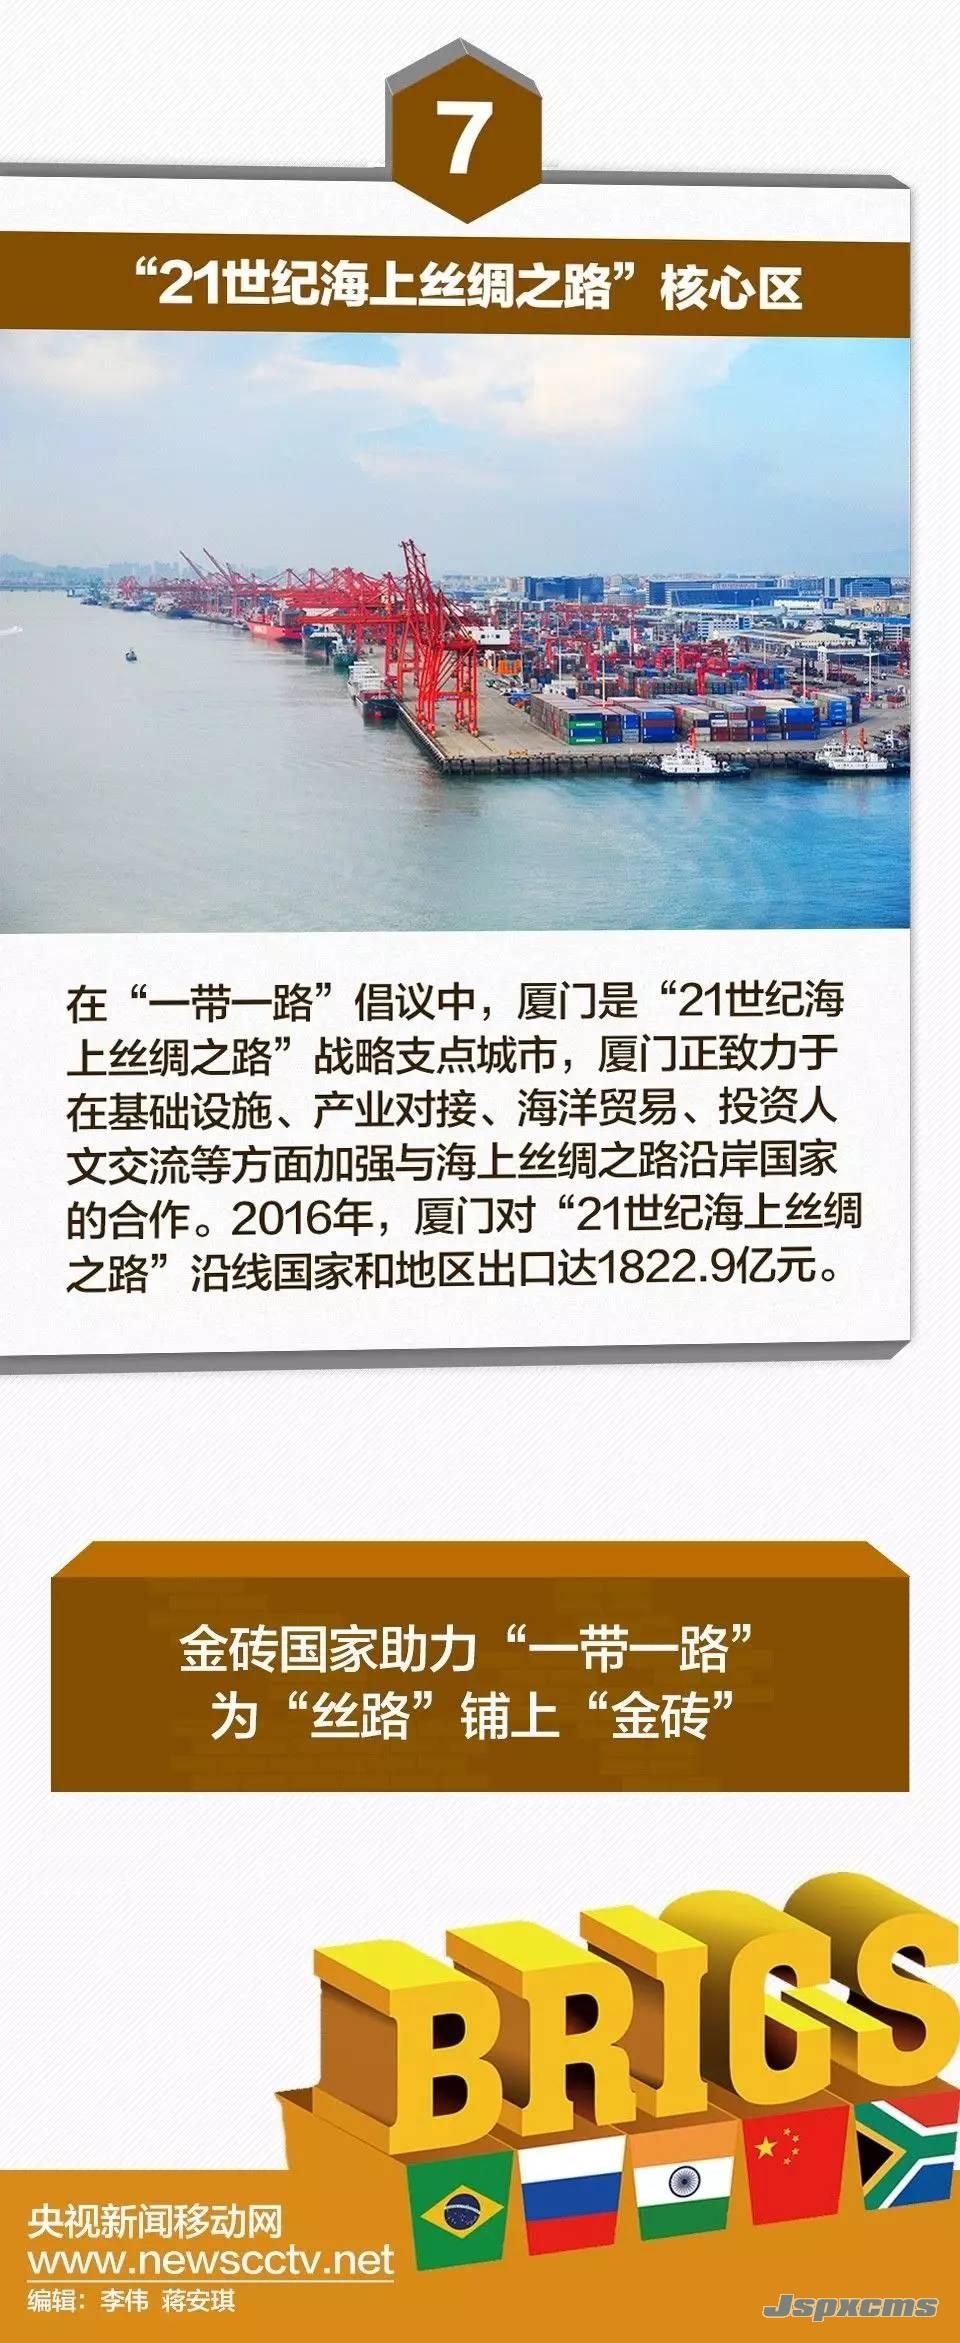 7
“21世纪海上丝绸之路”核心区
在“一带一路”倡议中，厦门是“21世纪海
上丝绸之路”战略支点城市，厦门正致力于
在基础设施、产业对接、海洋贸易、投资人
文交流等方面加强与海上丝绸之路沿岸国家
的合作。2016年，厦门对“21世纪海上丝绸
之路”沿线国家和地区出口达1822.9亿元。
金砖国家助力“一带一路”
为“丝路”铺上“金砖”
BRICS
央视新闻移动网
www.newscctv.net
编辑：李伟 蒋安琪
Jspxcms